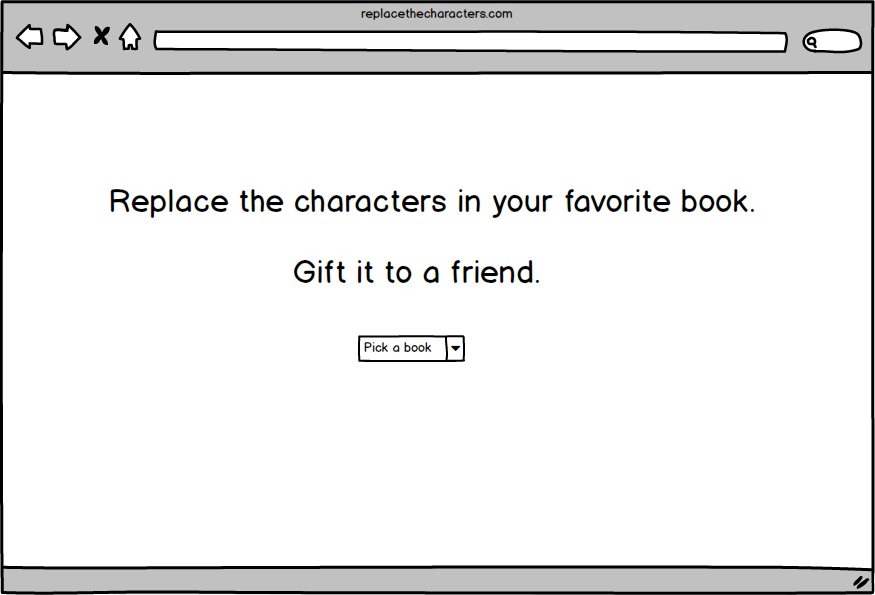 replacethecharacters.com
Replace the characters in your favorite book.
Gift it to a friend.
Pick a book